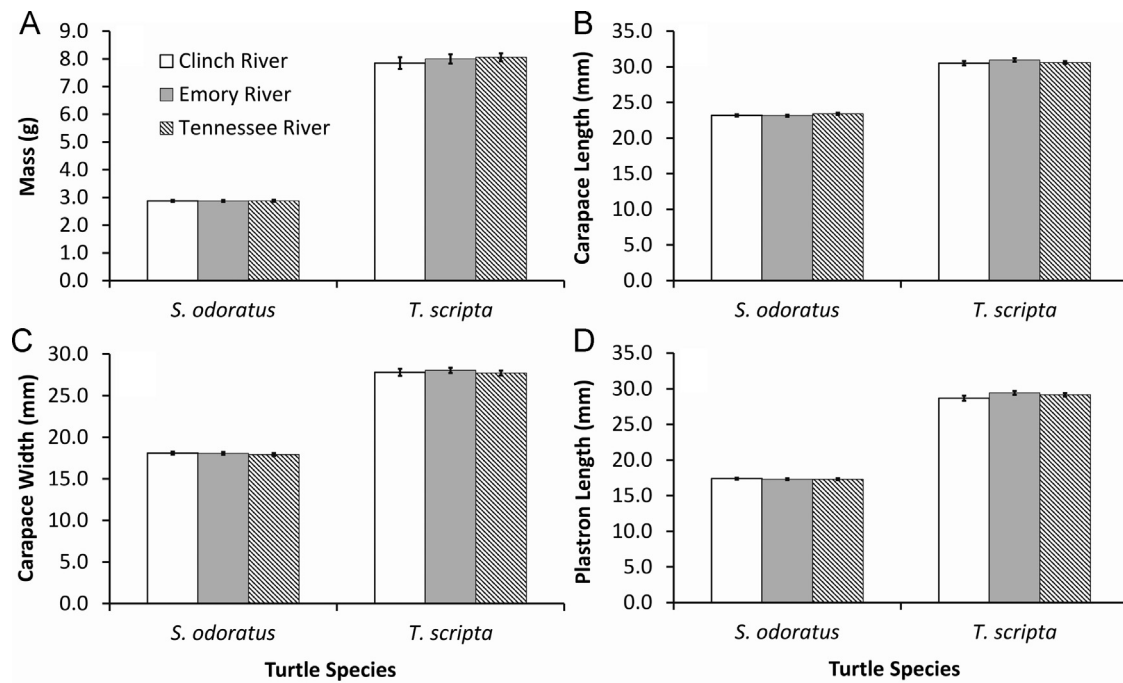 A
9.0
8.0
7.0
6.0
5.0
4.0
3.0
2.0
1.0
0.0
Mass (g)
Clinch River
Emory River
Tennessee River
S. odoratus
T. scripta
B
35.0
30.0
25.0
20.0
15.0
10.0
5.0
0.0
Carapace Length (mm)
S. odoratus
T. scripta
C
30.0
25.0
20.0
15.0
10.0
5.0
0.0
Carapace Width (mm)
S. odoratus
T. scripta
Turtle Species
D
35.0
30.0
25.0
20.0
15.0
10.0
5.0
0.0
Plastron Length (mm)
S. odoratus
T. scripta
Turtle Species